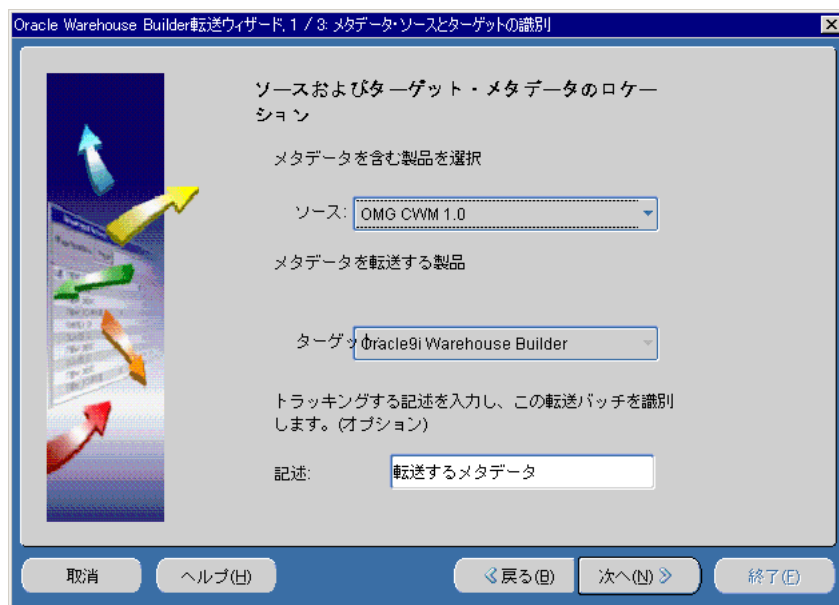 Oracle Warehouse Builder転送ウィザード, 1 / 3: メタデータ・ソースとターゲットの識別
ソースおよびターゲット・メタデータのロケー
ション
メタデータを含む製品を選択
ソース: OMG CWM 1.0
メタデータを転送する製品
ターゲット: Oracle9i Warehouse Builder
トラッキングする記述を入力し、この転送バッチを識別
します。(オプション)
記述: 転送するメタデータ
取消 ヘルプ(H) 戻る(B) 次へ(N) 終了(F)